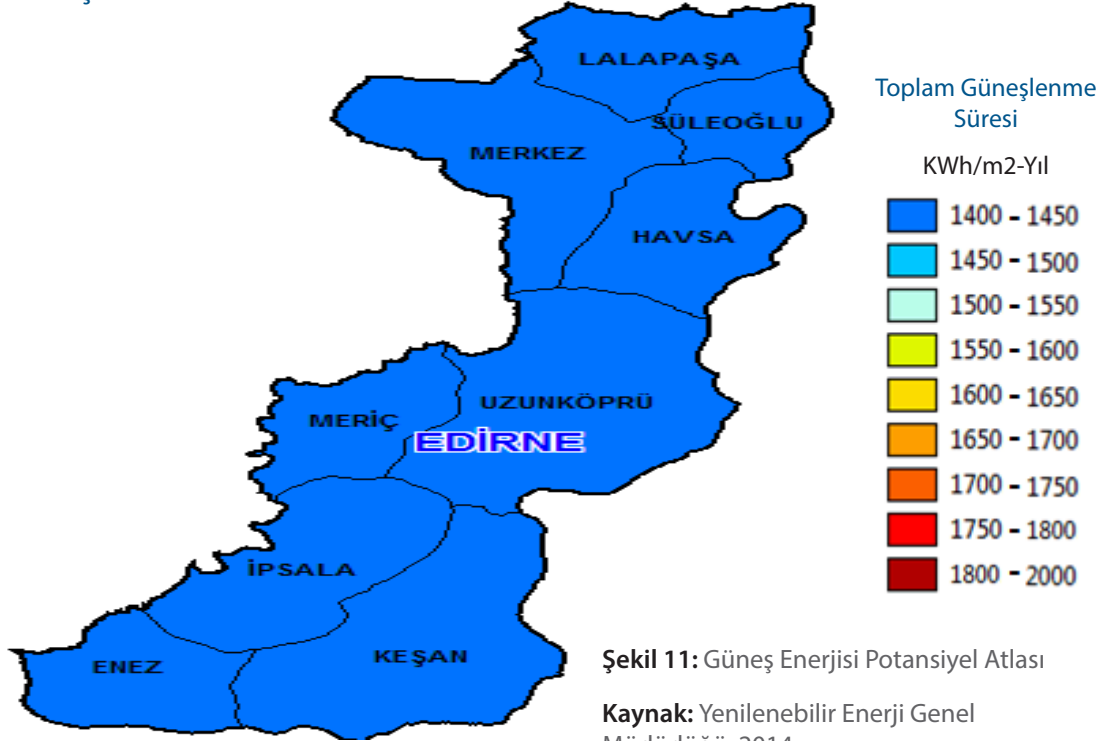 LALAPAŞA
SÜLEOĞLU
MERKEZ
HAVSA
UZUNKÖPRÜ
MERİÇ
EDİRNE
İPSALA
KEŞAN
ENEZ
Toplam Güneşlenme
Süresi
KWh/m2-Yıl
1400 - 1450
1450 - 1500
1500 - 1550
1550 - 1600
1600 - 1650
1650 - 1700
1700 - 1750
1750 - 1800
1800 - 2000
Şekil 11: Güneş Enerjisi Potansiyel Atlası
Kaynak: Yenilenebilir Enerji Genel
Müdürlüğü, 2014